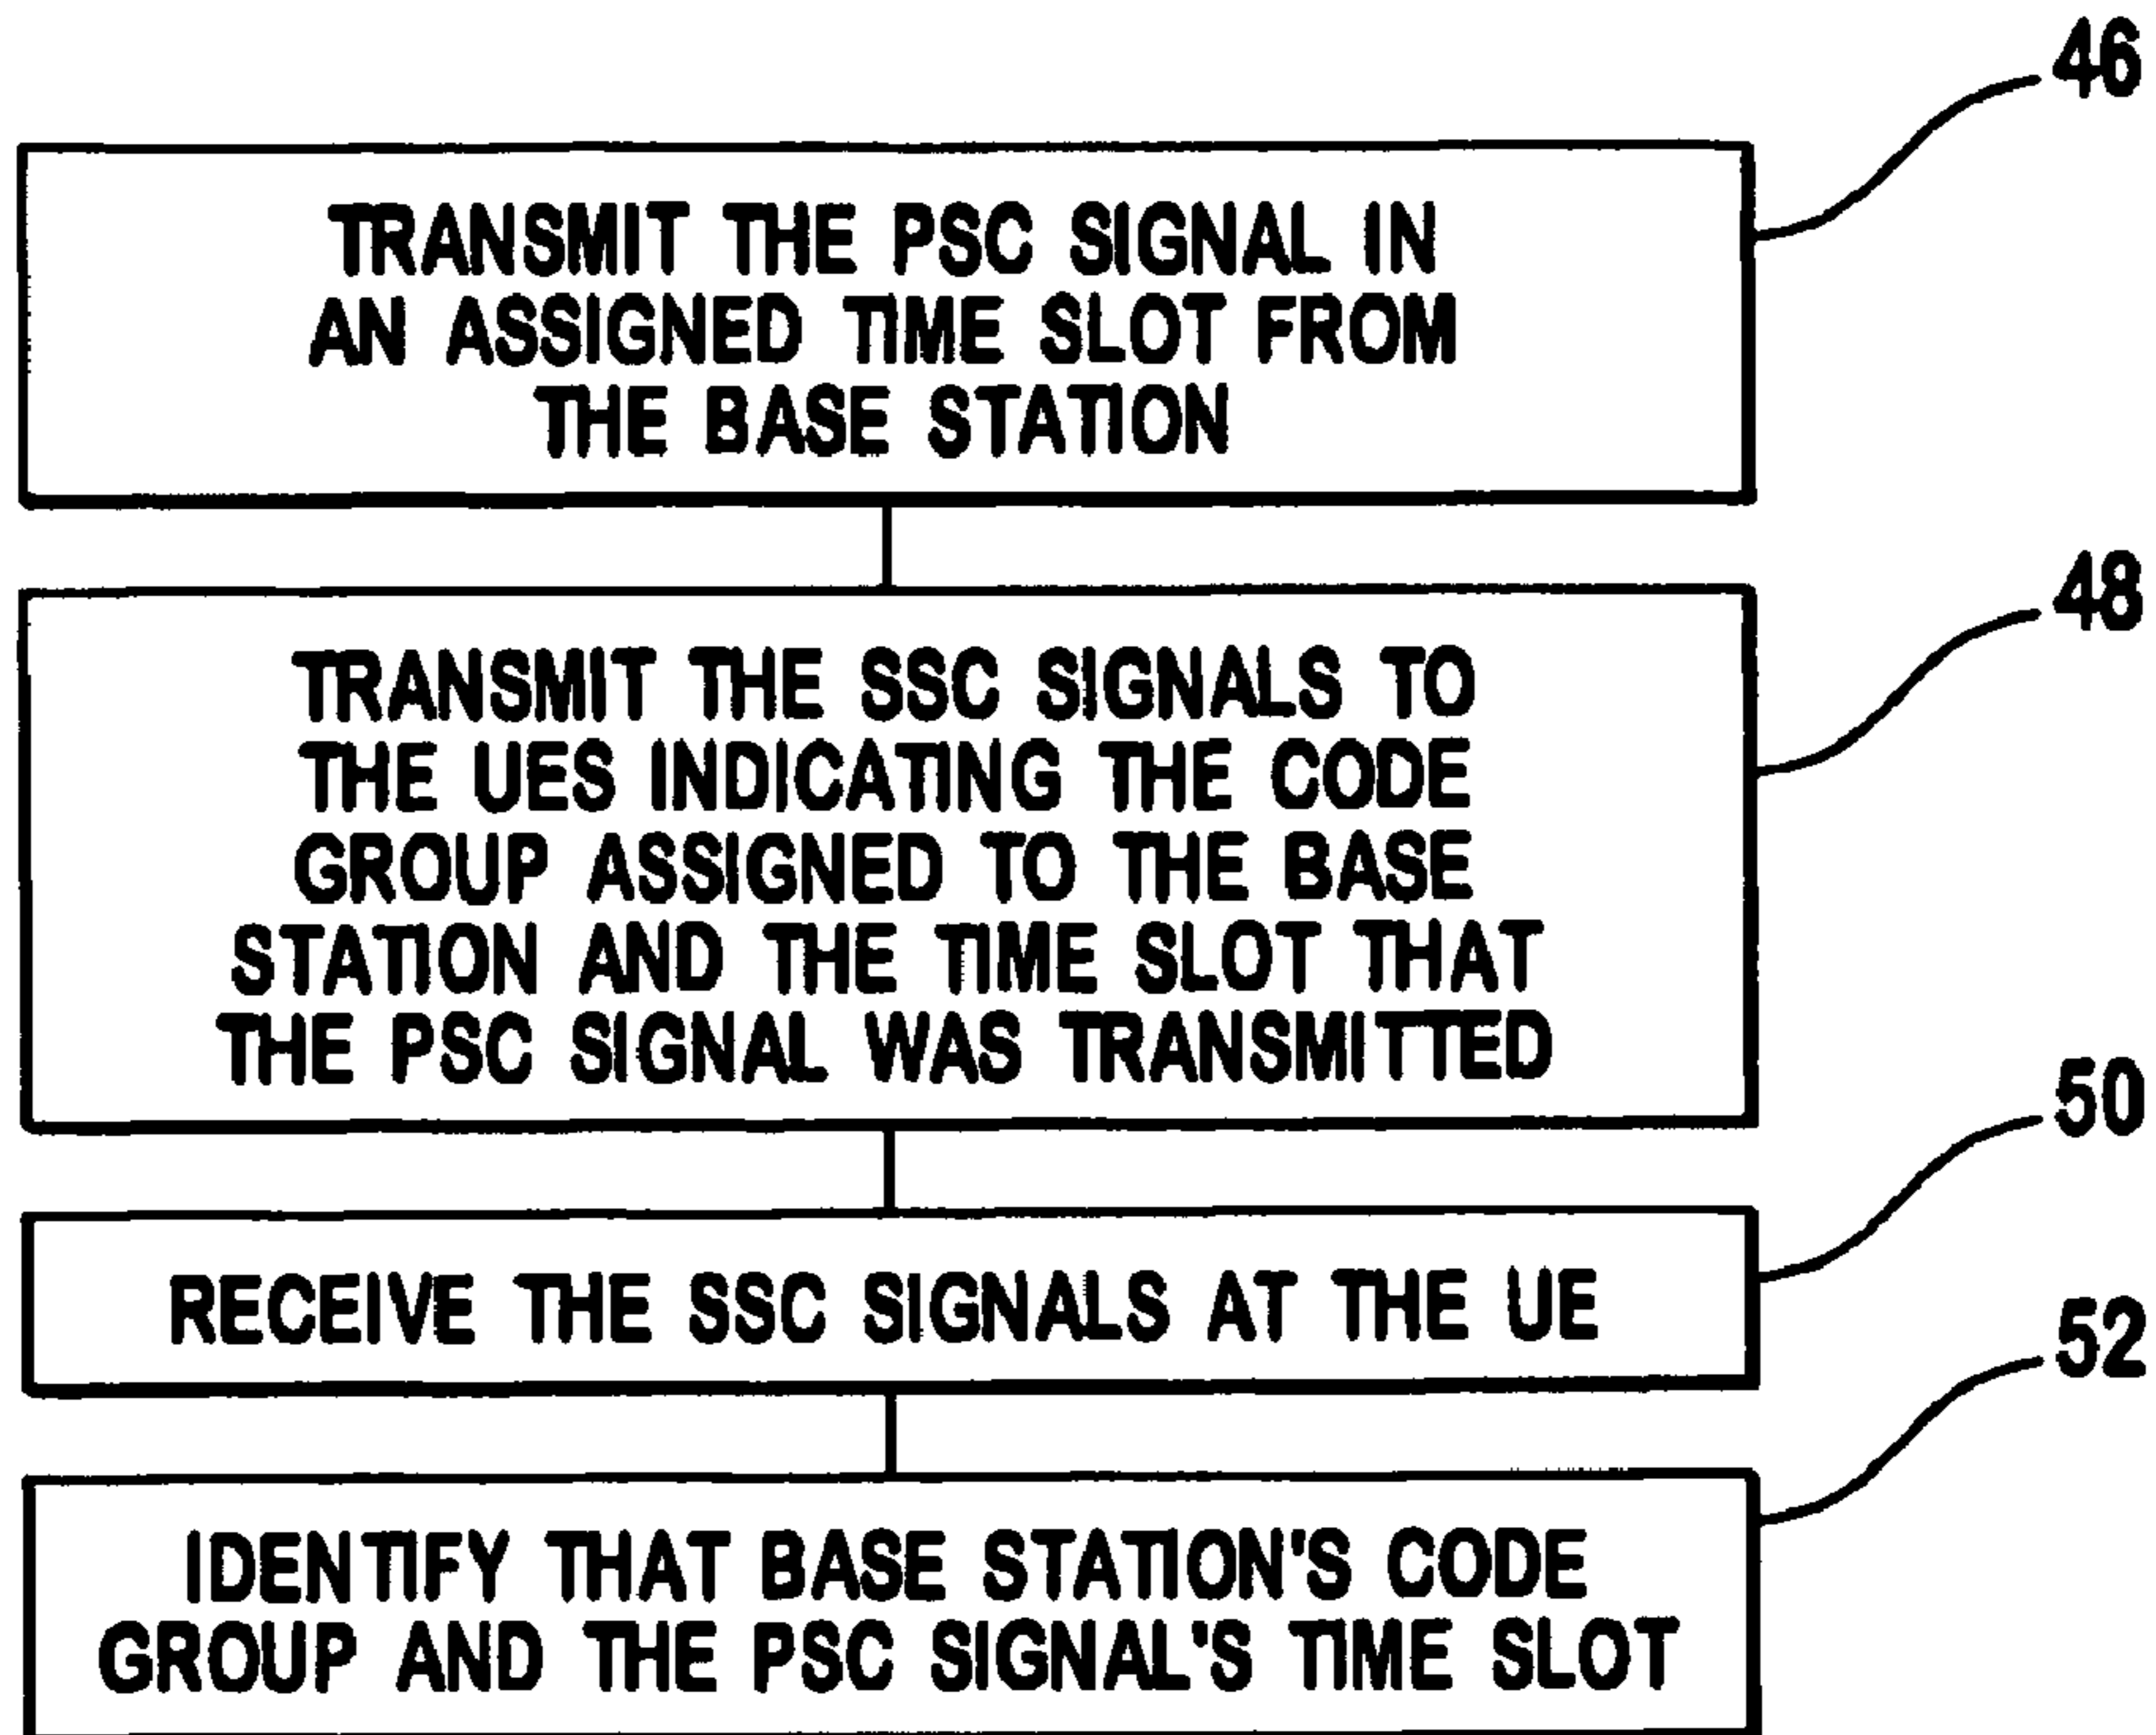 46
TRANSMIT THE PSC SIGNAL IN
AN ASSIGNED TIME SLOT FROM
THE BASE STATION
48
TRANSMIT THE SSC SIGNALS TO
THE UES INDICATING THE CODE
GROUP ASSIGNED TO THE BASE
STATION AND THE TIME SLOT THAT
THE PSC SIGNAL WAS TRANSMITTED
50
RECEIVE THE SSC SIGNALS AT THE UE
52
IDENTIFY THAT BASE STATION'S CODE
GROUP AND THE PSC SIGNAL'S TIME SLOT